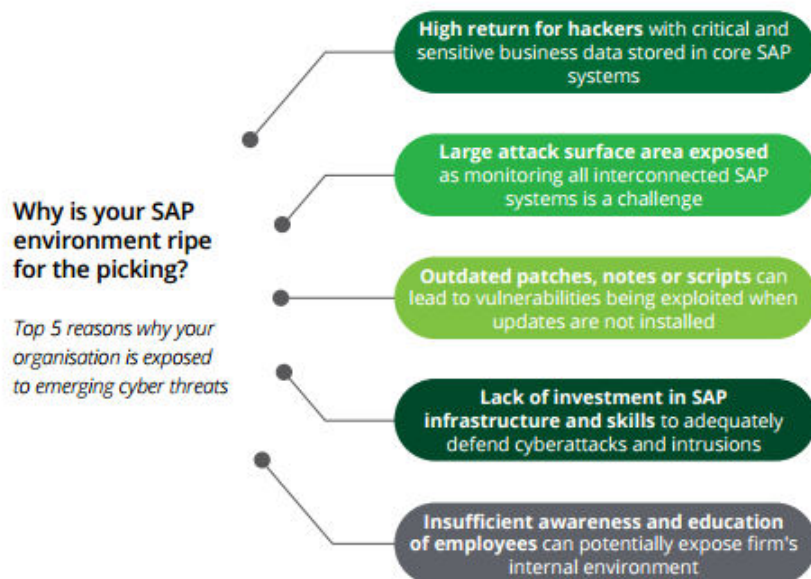 Why is your SAP
environment ripe
for the picking?
Top 5 reasons why your
organisation is exposed
to emerging cyber threats
High return for hackers with critical and
sensitive business data stored in core SAP
systems
Large attack surface area exposed
as monitoring all interconnected SAP
systems is a challenge
Outdated patches, notes or scripts can
lead to vulnerabilities being exploited when
updates are not installed
Lack of investment in SAP
infrastructure and skills to adequately
defend cyberattacks and intrusions
Insufficient awareness and education
of employees can potentially expose firm's
internal environment